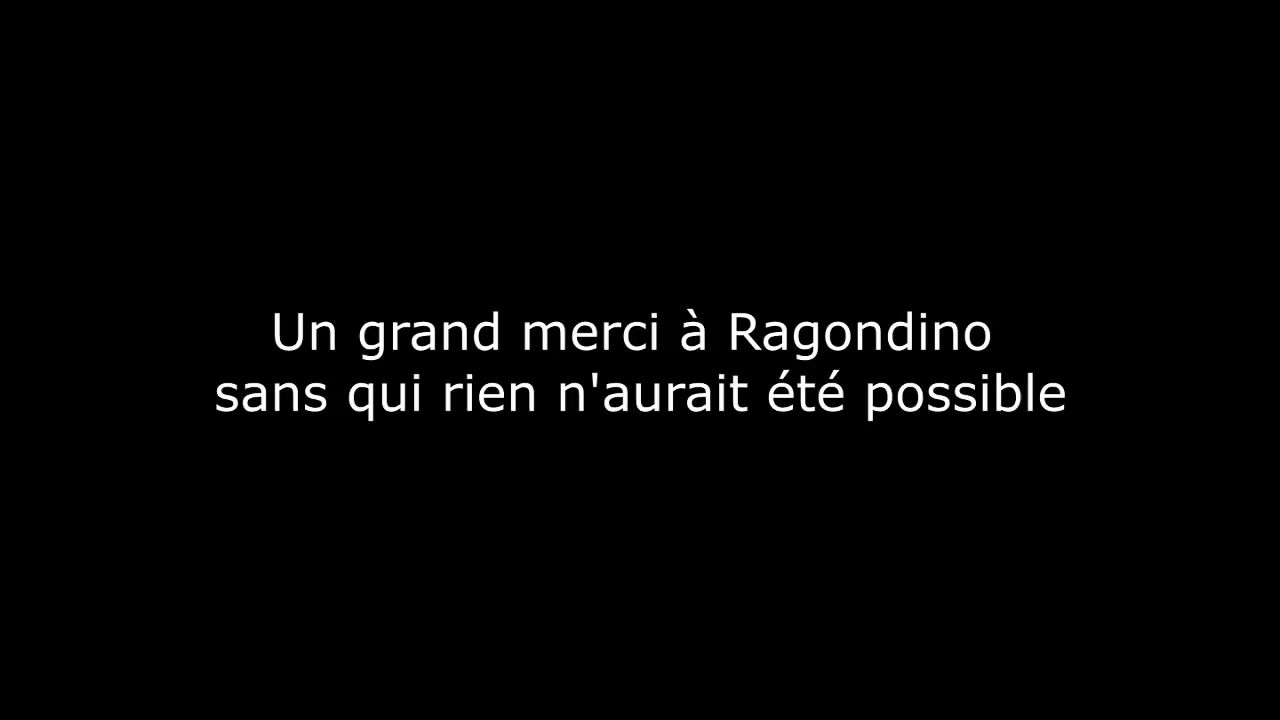 Un grand merci à Ragondino
sans qui rien n'aurait été possible